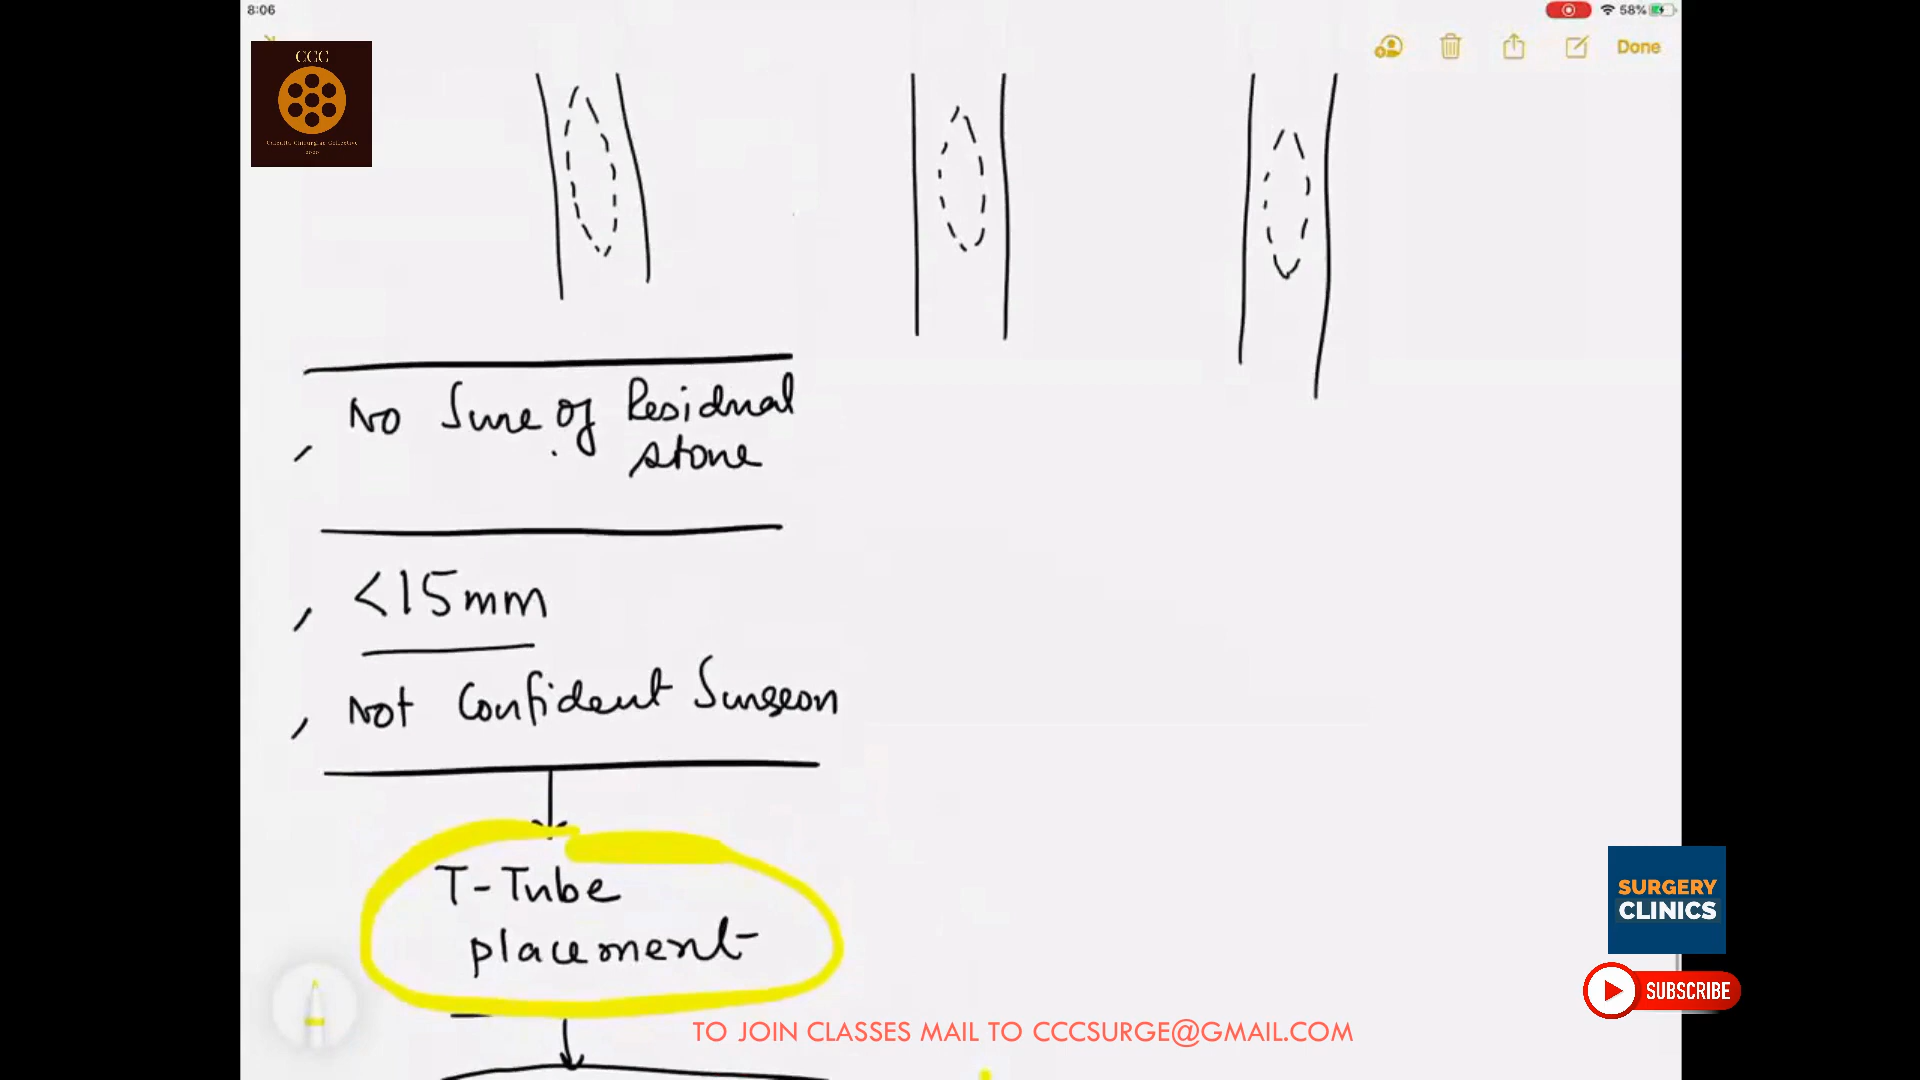 8:06
58%
Done
CCC
2020
No Sure of Residual
stone
<15mm
Not Confident Surgeon
T-Tube
placement
SURGERY
CLINICS
SUBSCRIBE
TO JOIN CLASSES MAIL TO CCCSURGE@GMAIL.COM